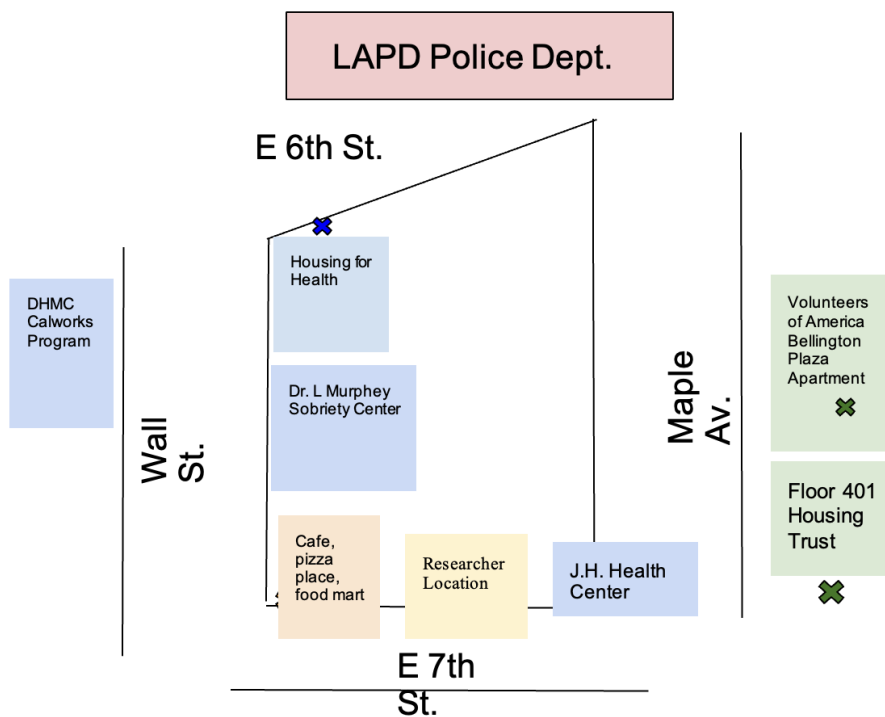 LAPD Police Dept.
E 6th St.
Housing for
Health
DHMC
Calworks
Program
Volunteers
of America
Bellington
Plaza
Apartment
Dr. L Murphey
Sobriety Center
Wall
St.
Maple
Av.
Floor 401
Housing
Trust
Cafe,
pizza
place,
food mart
Researcher
Location
J.H. Health
Center
E 7th
St.